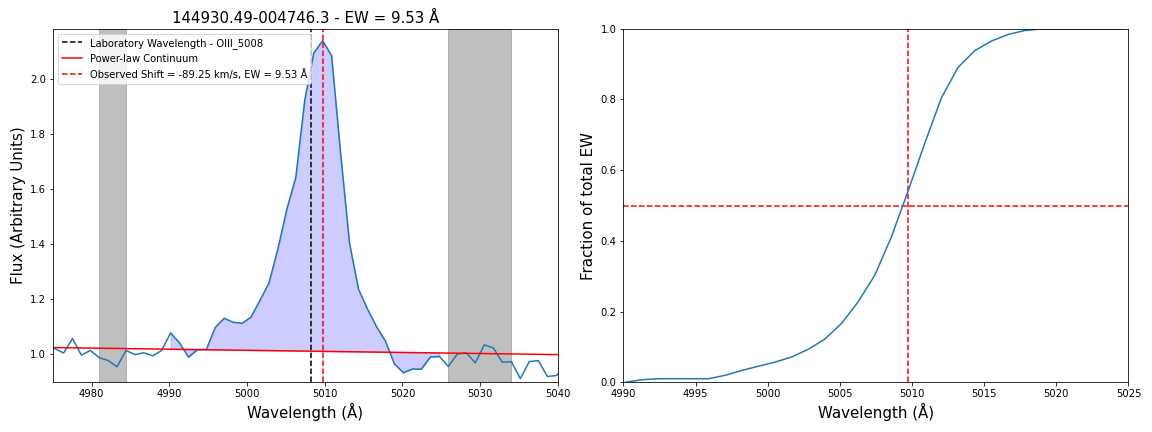 144930.49-004746.3 - EW = 9.53 Å
Laboratory Wavelength - OIII_5008
Power-law Continuum
Observed Shift = -89.25 km/s, EW = 9.53 Å
Flux (Arbitrary Units)
2.0
1.8
1.6
1.4
1.2
1.0
4980 4990 5000 5010 5020 5030 5040
Wavelength (Å)
Fraction of total EW
1.0
0.8
0.6
0.4
0.2
0.0
4990 4995 5000 5005 5010 5015 5020 5025
Wavelength (Å)